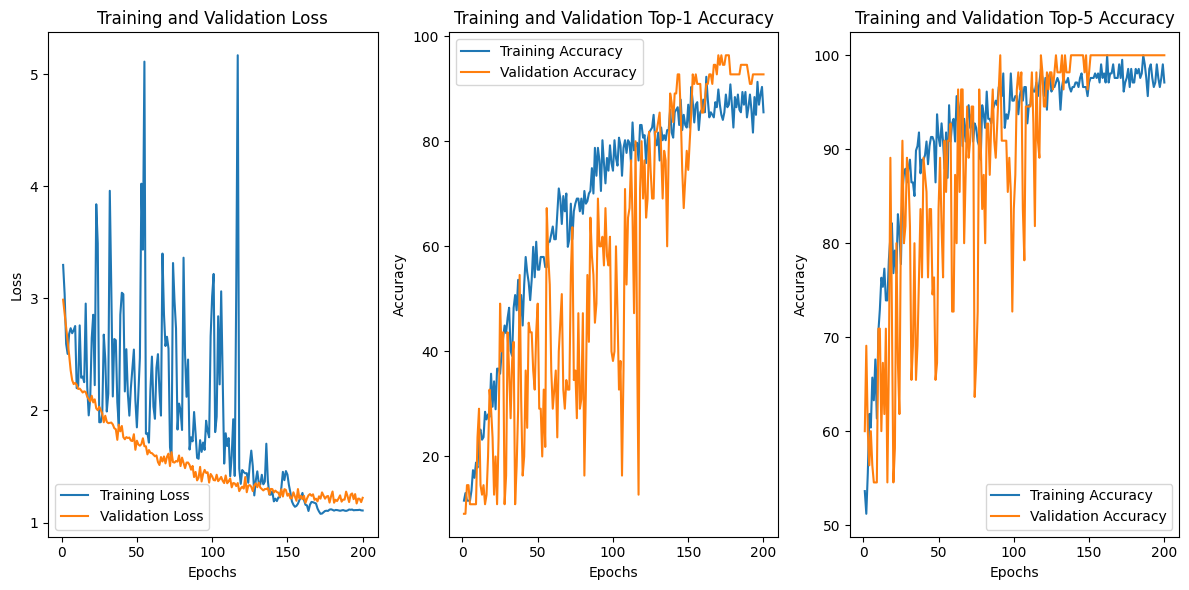 Training and Validation Loss
5
4
3
2
1
Loss
Training Loss
Validation Loss
0
50
100
150
200
Epochs
Training and Validation Top-1 Accuracy
100
80
60
40
20
Accuracy
Training Accuracy
Validation Accuracy
0
50
100
150
200
Epochs
Training and Validation Top-5 Accuracy
100
90
80
70
60
50
Accuracy
Training Accuracy
Validation Accuracy
0
50
100
150
200
Epochs